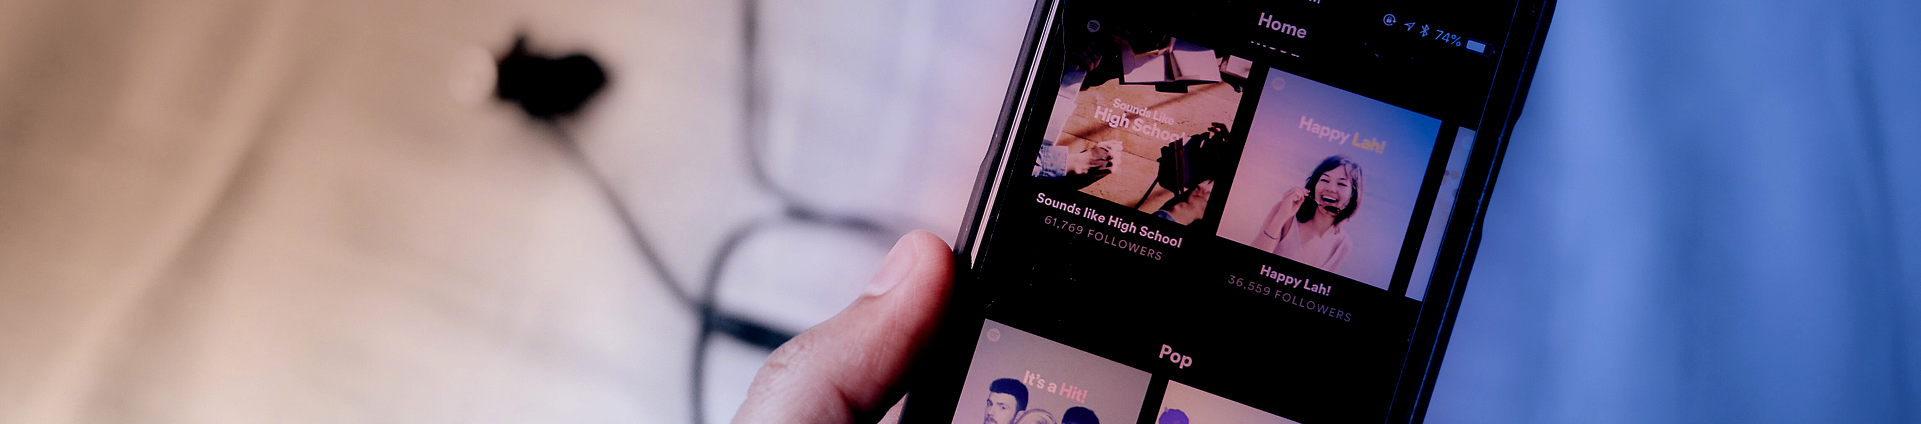 Home
74%
Sounds Like
High School
Happy Lah!
Sounds like High School
61,769 FOLLOWERS
Happy Lah!
36,559 FOLLOWERS
Pop
It's a Hit!